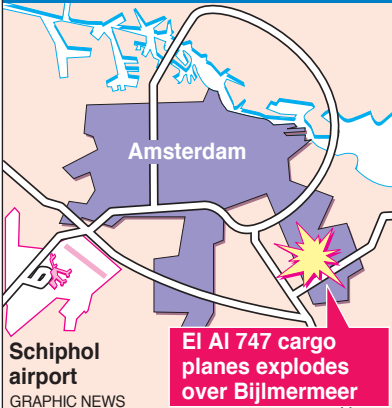 Amsterdam
Schiphol
airport
GRAPHIC NEWS
El Al 747 cargo
planes explodes
over Bijlmermeer